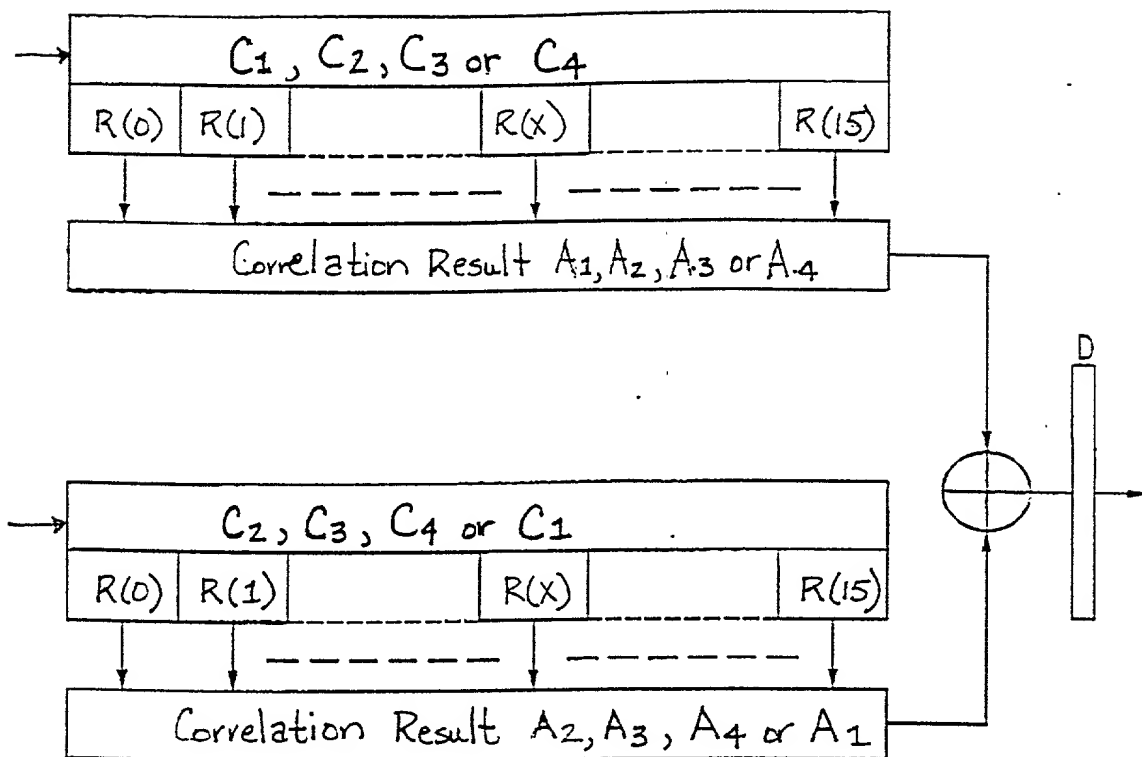 C1, C2, C3 or C4
R(0) R(1) R(X) R(15)
Correlation Result A1, A2, A3 or A4
D
C2, C3, C4 or C1
R(0) R(1) R(X) R(15)
Correlation Result A2, A3, A4 or A1